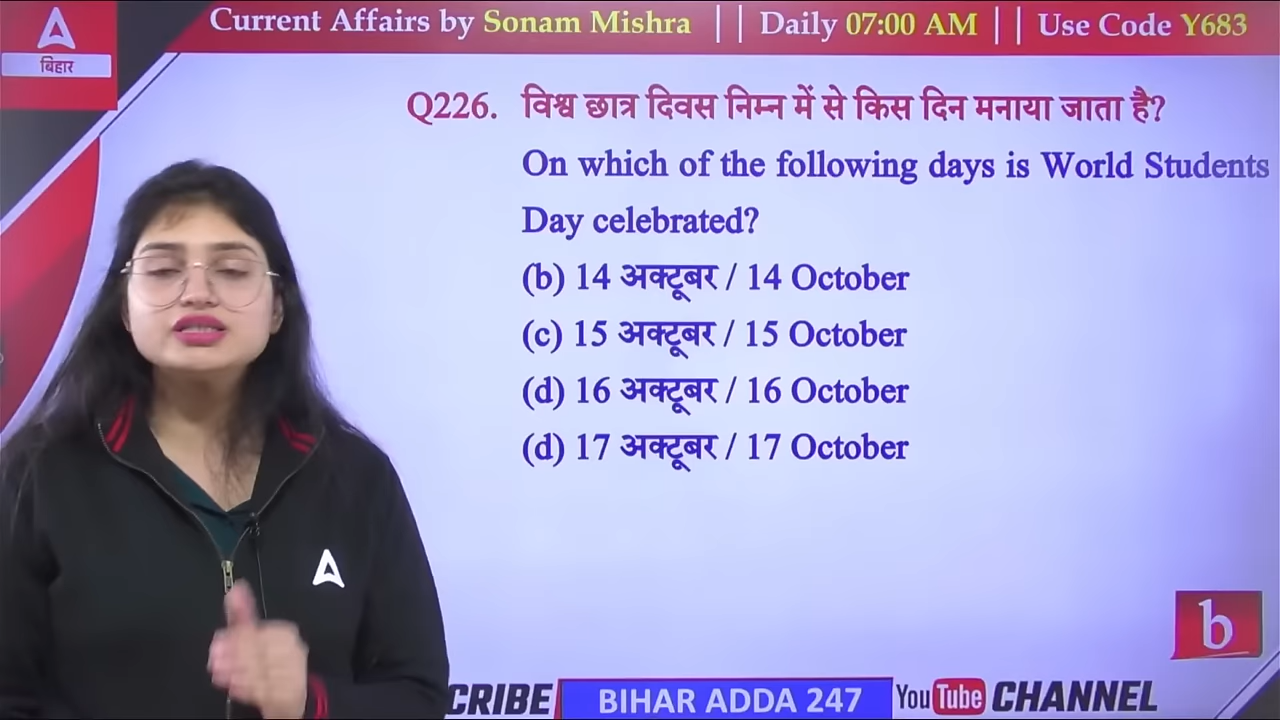 Current Affairs by Sonam Mishra || Daily 07:00 AM || Use Code Y683
बिहार
Q226. विश्व छात्र दिवस निम्न में से किस दिन मनाया जाता है?
On which of the following days is World Students
Day celebrated?
(b) 14 अक्टूबर / 14 October
(c) 15 अक्टूबर / 15 October
(d) 16 अक्टूबर / 16 October
(d) 17 अक्टूबर / 17 October
b
CRIBE BIHAR ADDA 247 YouTube CHANNEL